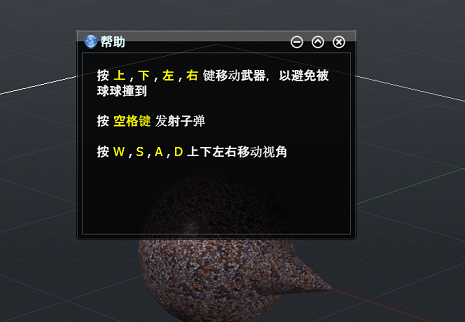 帮助
按 上 , 下 , 左 , 右 键移动武器, 以避免被
球球撞到
按 空格键 发射子弹
按 W , S , A , D 上下左右移动视角